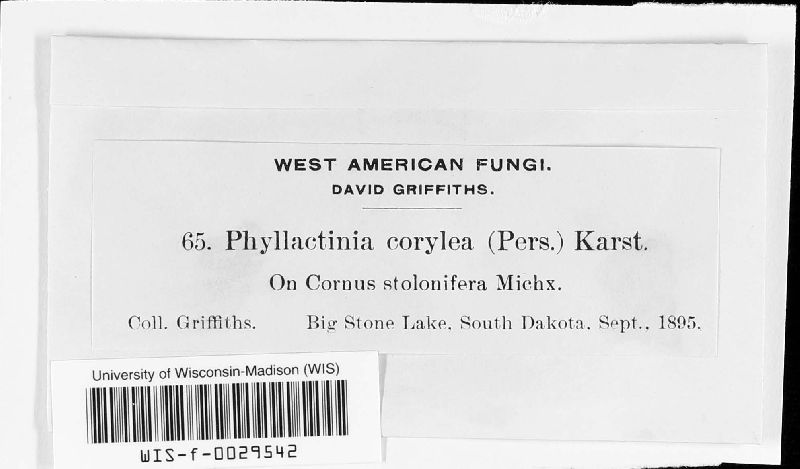 WEST AMERICAN FUNGI.
DAVID GRIFFITHS.
65. Phyllactinia corylea (Pers.) Karst.
On Cornus stolonifera Michx.
Coll. Griffiths. Big Stone Lake, South Dakota, Sept., 1895.
University of Wisconsin-Madison (WIS)
WIS-f-0029542